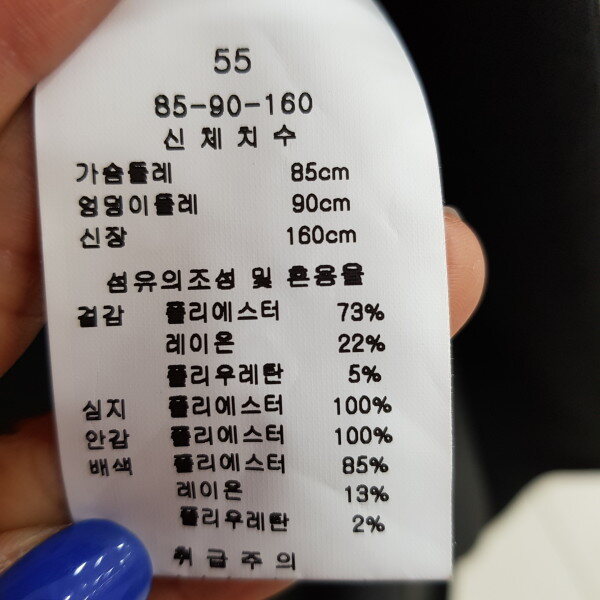 55
85-90-160
신체치수
가슴둘레 85cm
엉덩이둘레 90cm
신장 160cm
섬유의조성 및 혼용율
겉감 폴리에스터 73%
레이온 22%
폴리우레탄 5%
심지 폴리에스터 100%
안감 폴리에스터 100%
배색 폴리에스터 85%
레이온 13%
폴리우레탄 2%
취급주의